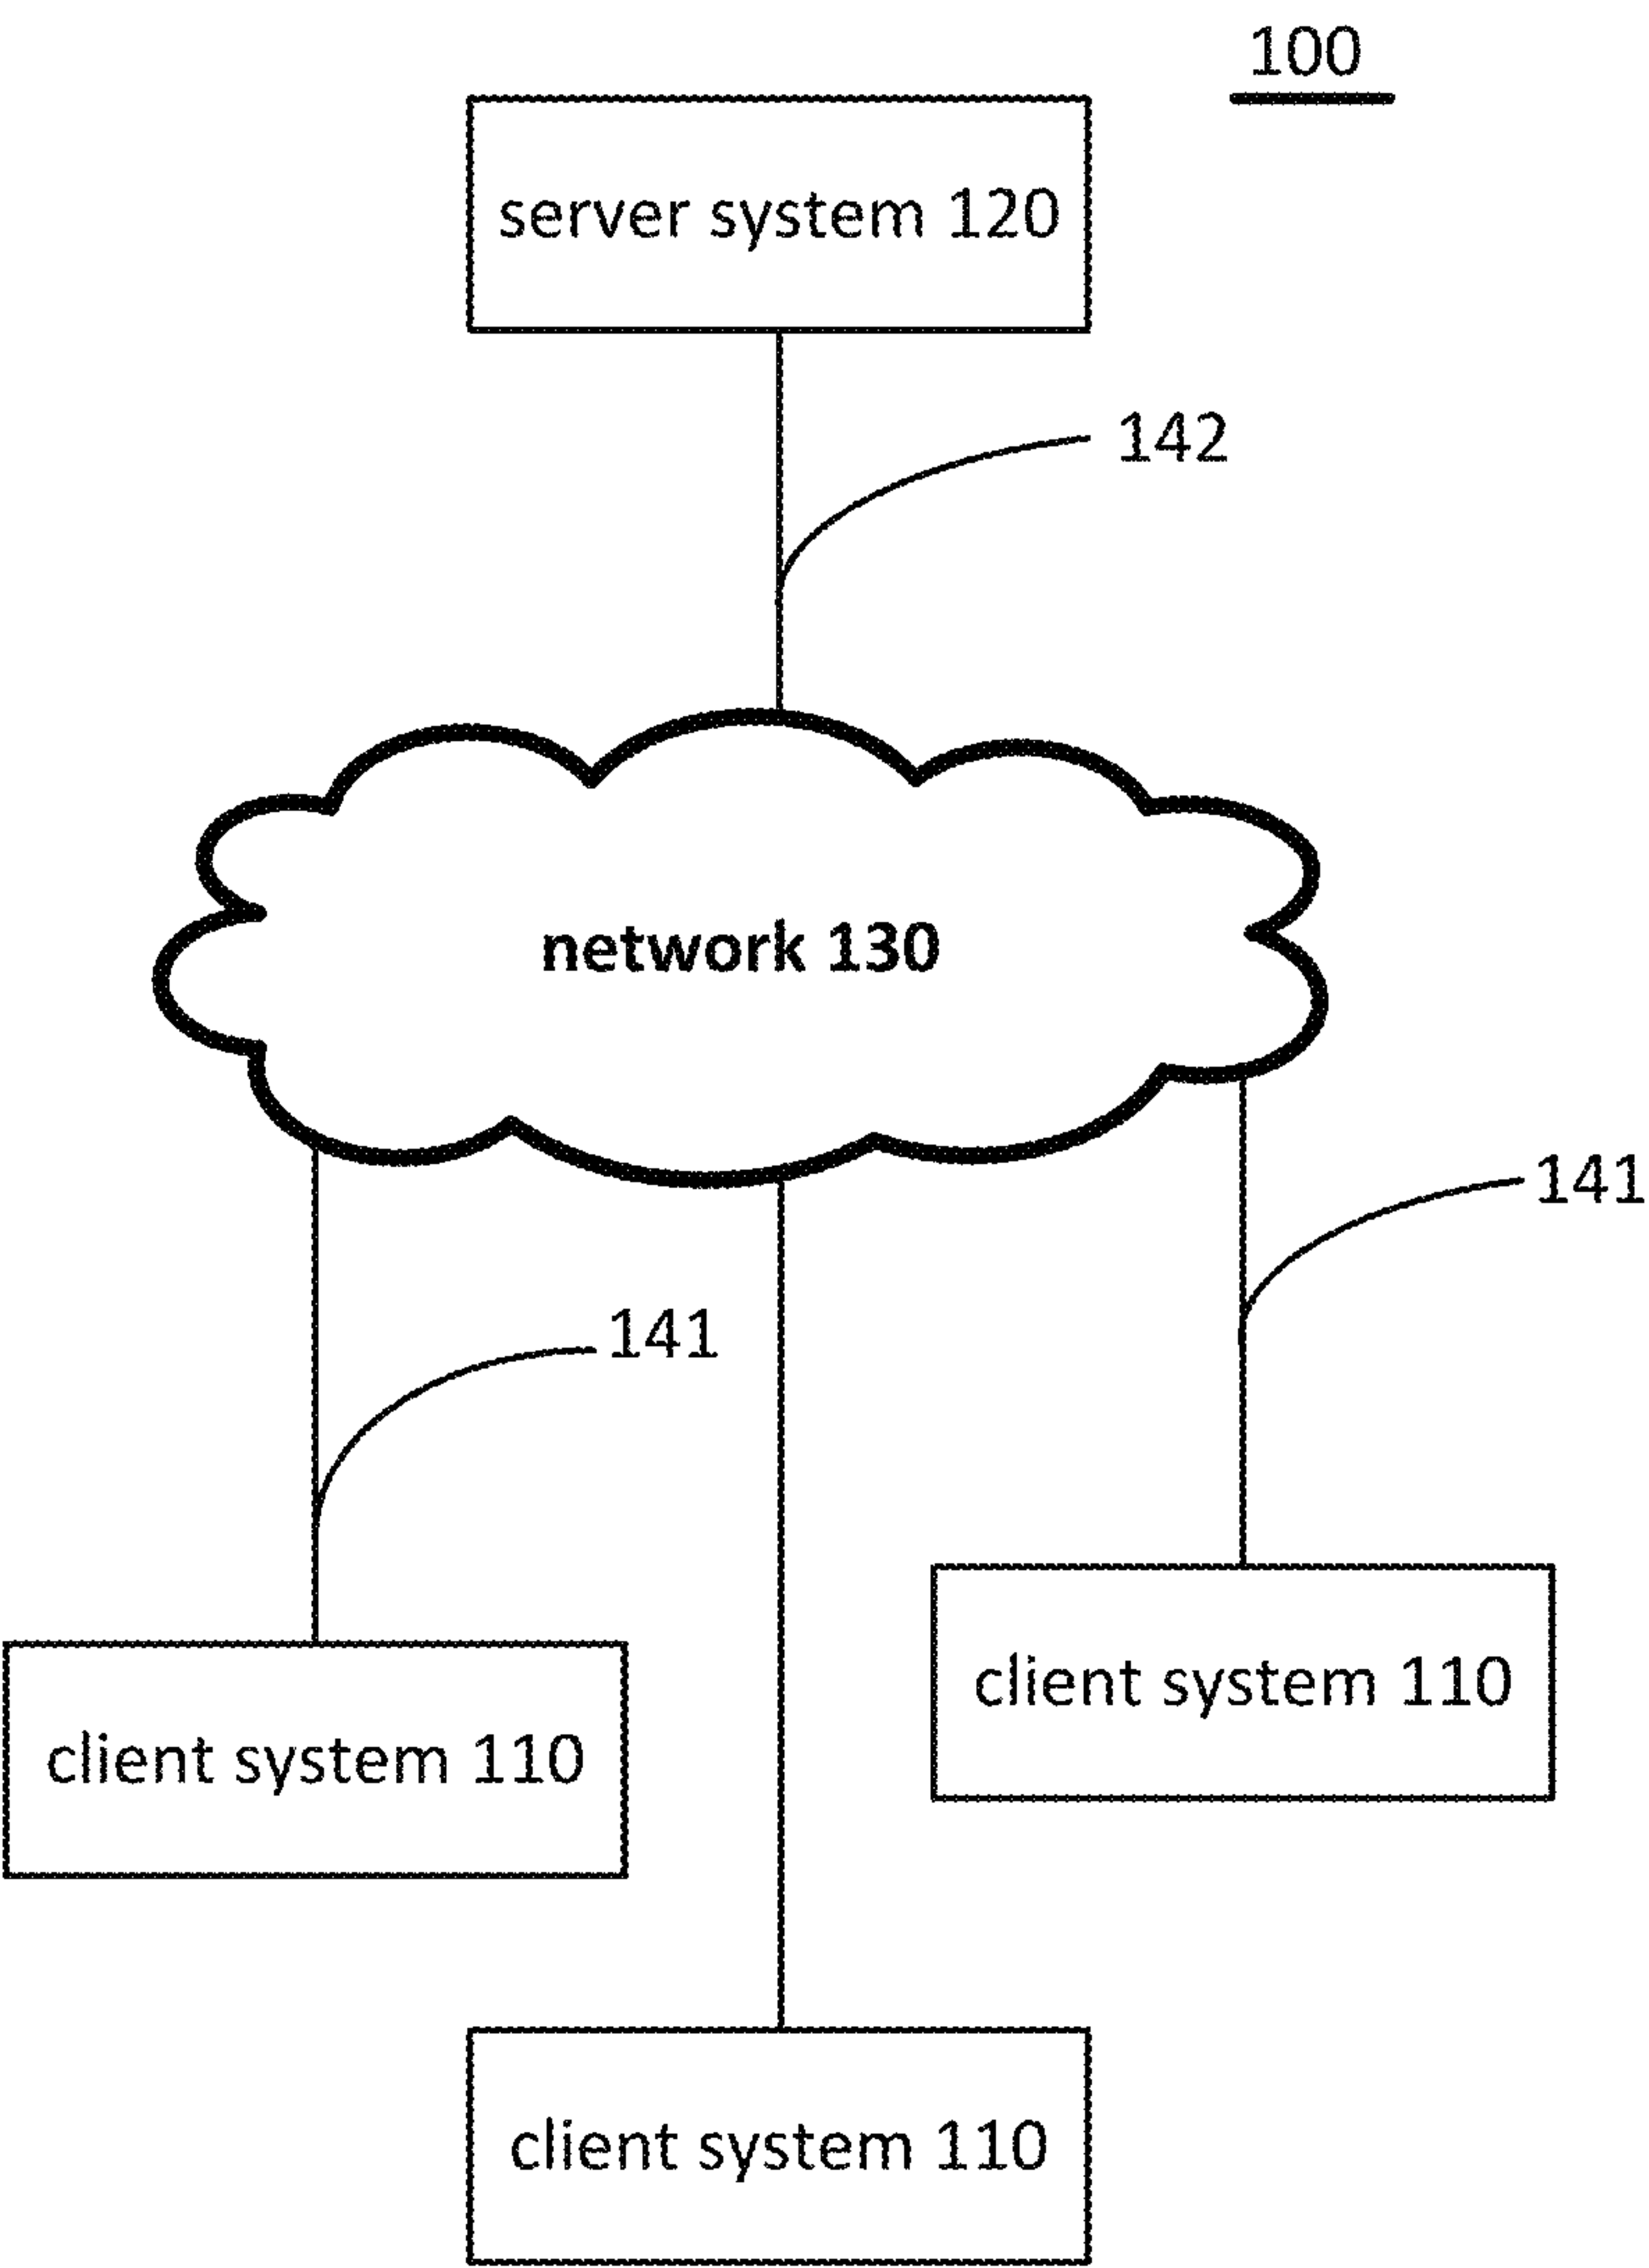 100
server system 120
142
network 130
141
141
client system 110
client system 110
client system 110